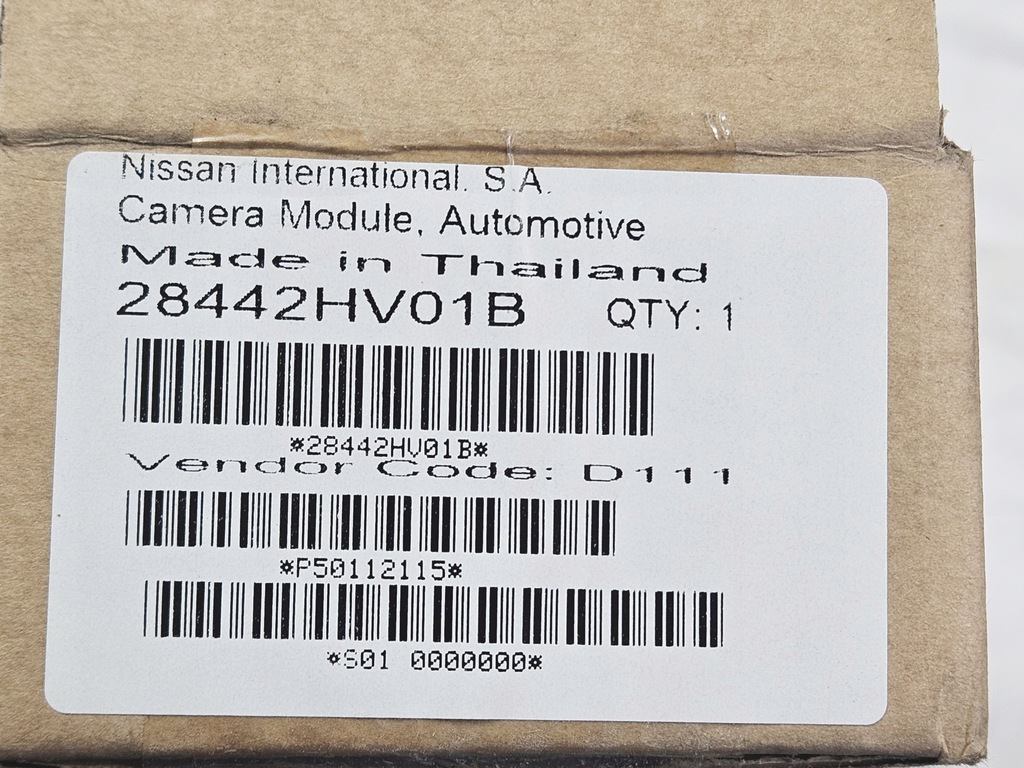 Nissan International. S.A.
Camera Module, Automotive
Made in Thailand
28442HV01B QTY: 1
*28442HV01B*
Vendor Code: D111
*P50112115*
*S01 0000000*